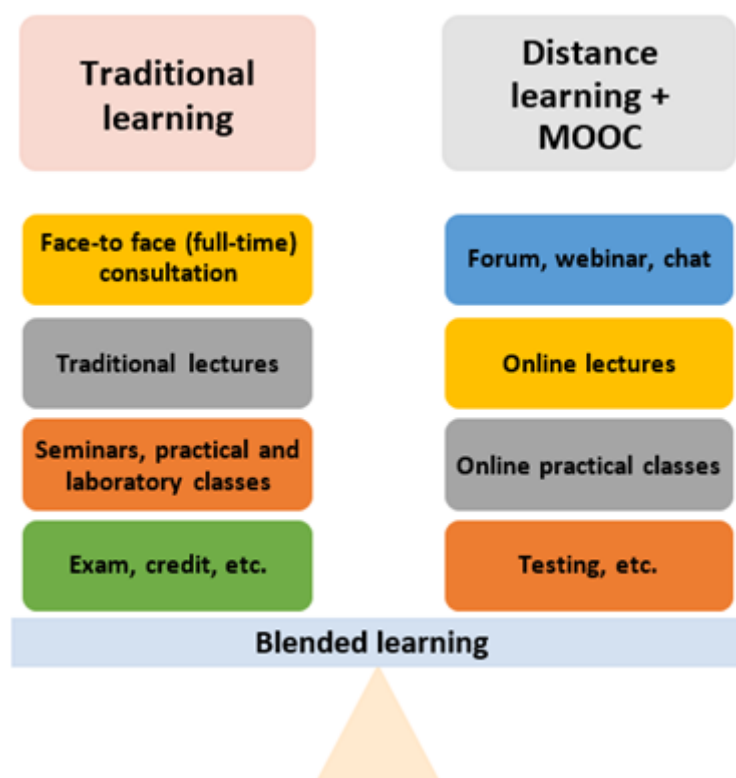 Traditional
learning
Distance
learning +
MOOC
Face-to face (full-time)
consultation
Forum, webinar, chat
Traditional lectures
Online lectures
Seminars, practical and
laboratory classes
Online practical classes
Exam, credit, etc.
Testing, etc.
Blended learning